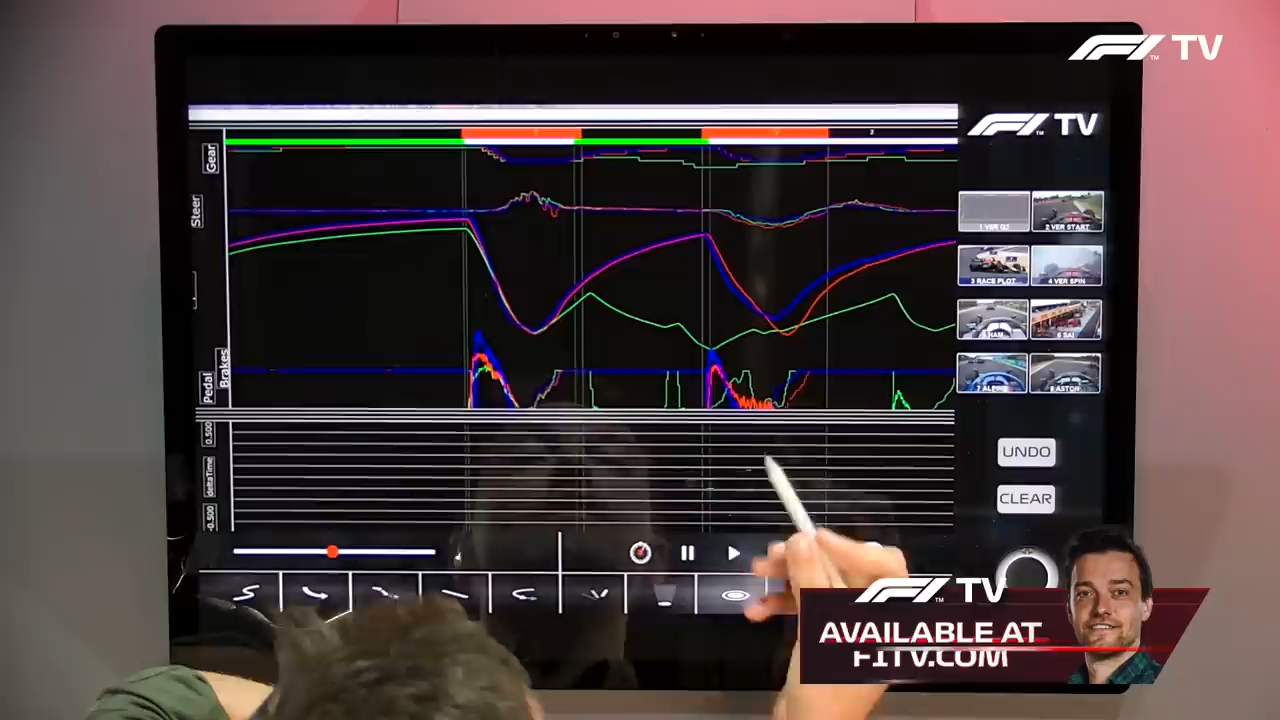 F1 TV
F1 TV
Gear
Steer
Brakes
Pedal
0.500
deltaTime
-0.500
1 VER Q2
2 VER START
3 RACE PLOT
4 VER SPIN
5 HAM
6 SAI
7 ALPINE
8 ASTON
UNDO
CLEAR
F1 TV
AVAILABLE AT
F1TV.COM